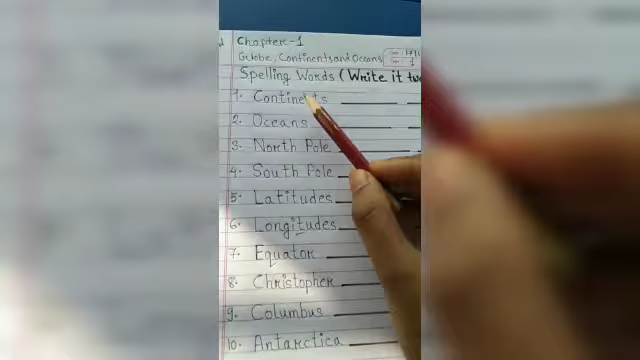 Chapter-1
Globe, Continents and Oceans
Spelling Words (Write it
1. Continents
2. Oceans
3. North Pole
4. South Pole
5. Latitudes
6. Longitudes
7. Equator
8. Christopher
9. Columbus
10. Antarctica